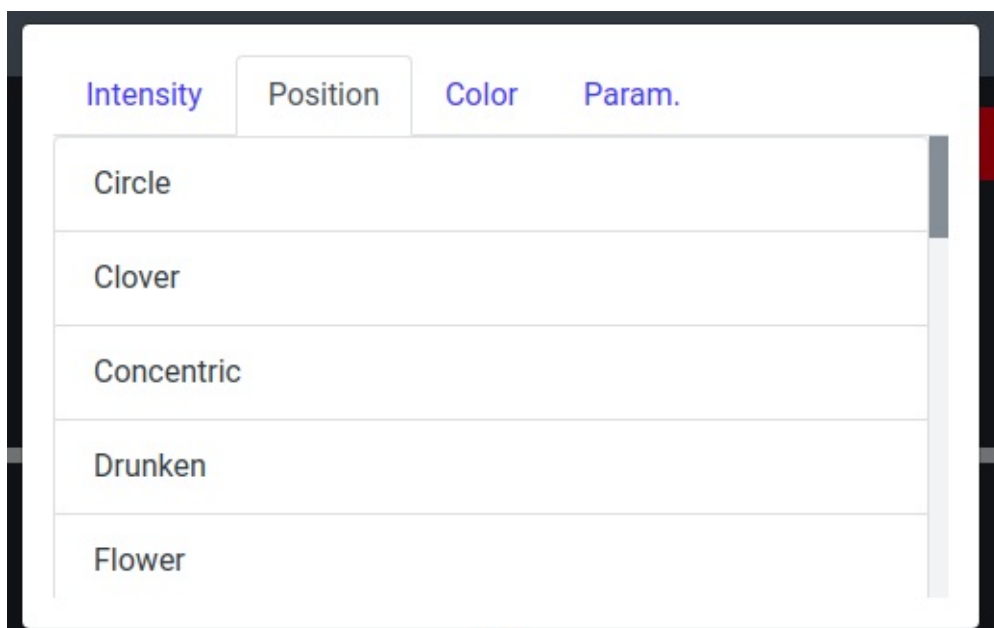 Intensity Position Color Param.
Circle
Clover
Concentric
Drunken
Flower